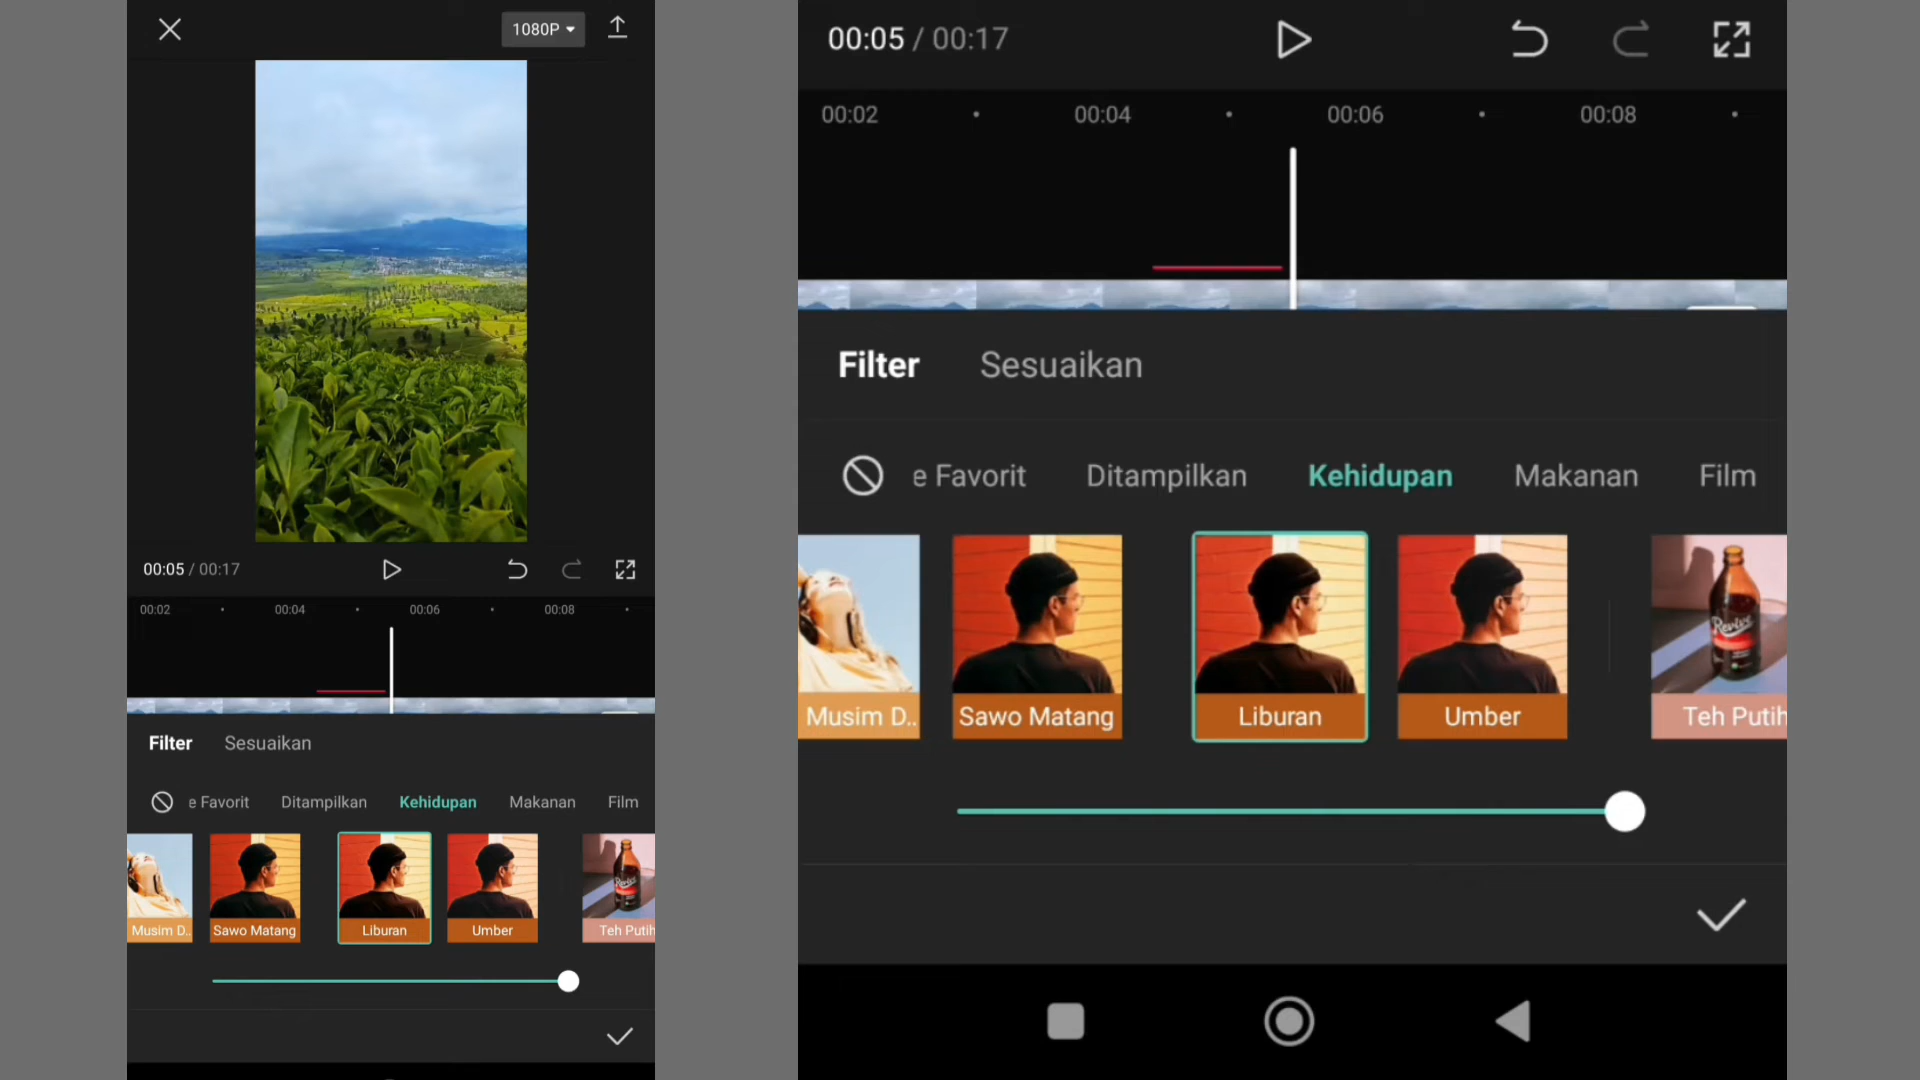 1080P
00:05 / 00:17
00:02 00:04 00:06 00:08
Filter Sesuaikan
e Favorit Ditampilkan Kehidupan Makanan Film
Revive
Musim D.. Sawo Matang Liburan Umber Teh Putih
00:05 / 00:17
00:02 00:04 00:06 00:08
Filter Sesuaikan
e Favorit Ditampilkan Kehidupan Makanan Film
Revive
Musim D.. Sawo Matang Liburan Umber Teh Putih